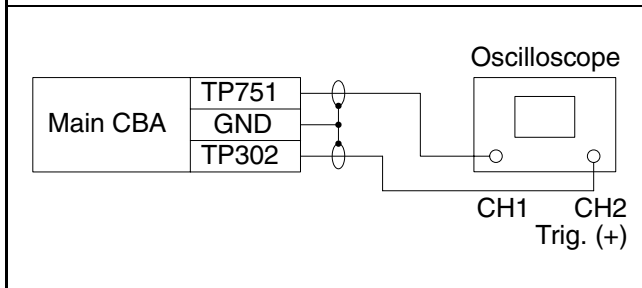 Oscilloscope
TP751
Main CBA
GND
TP302
CH1
CH2
Trig. (+)